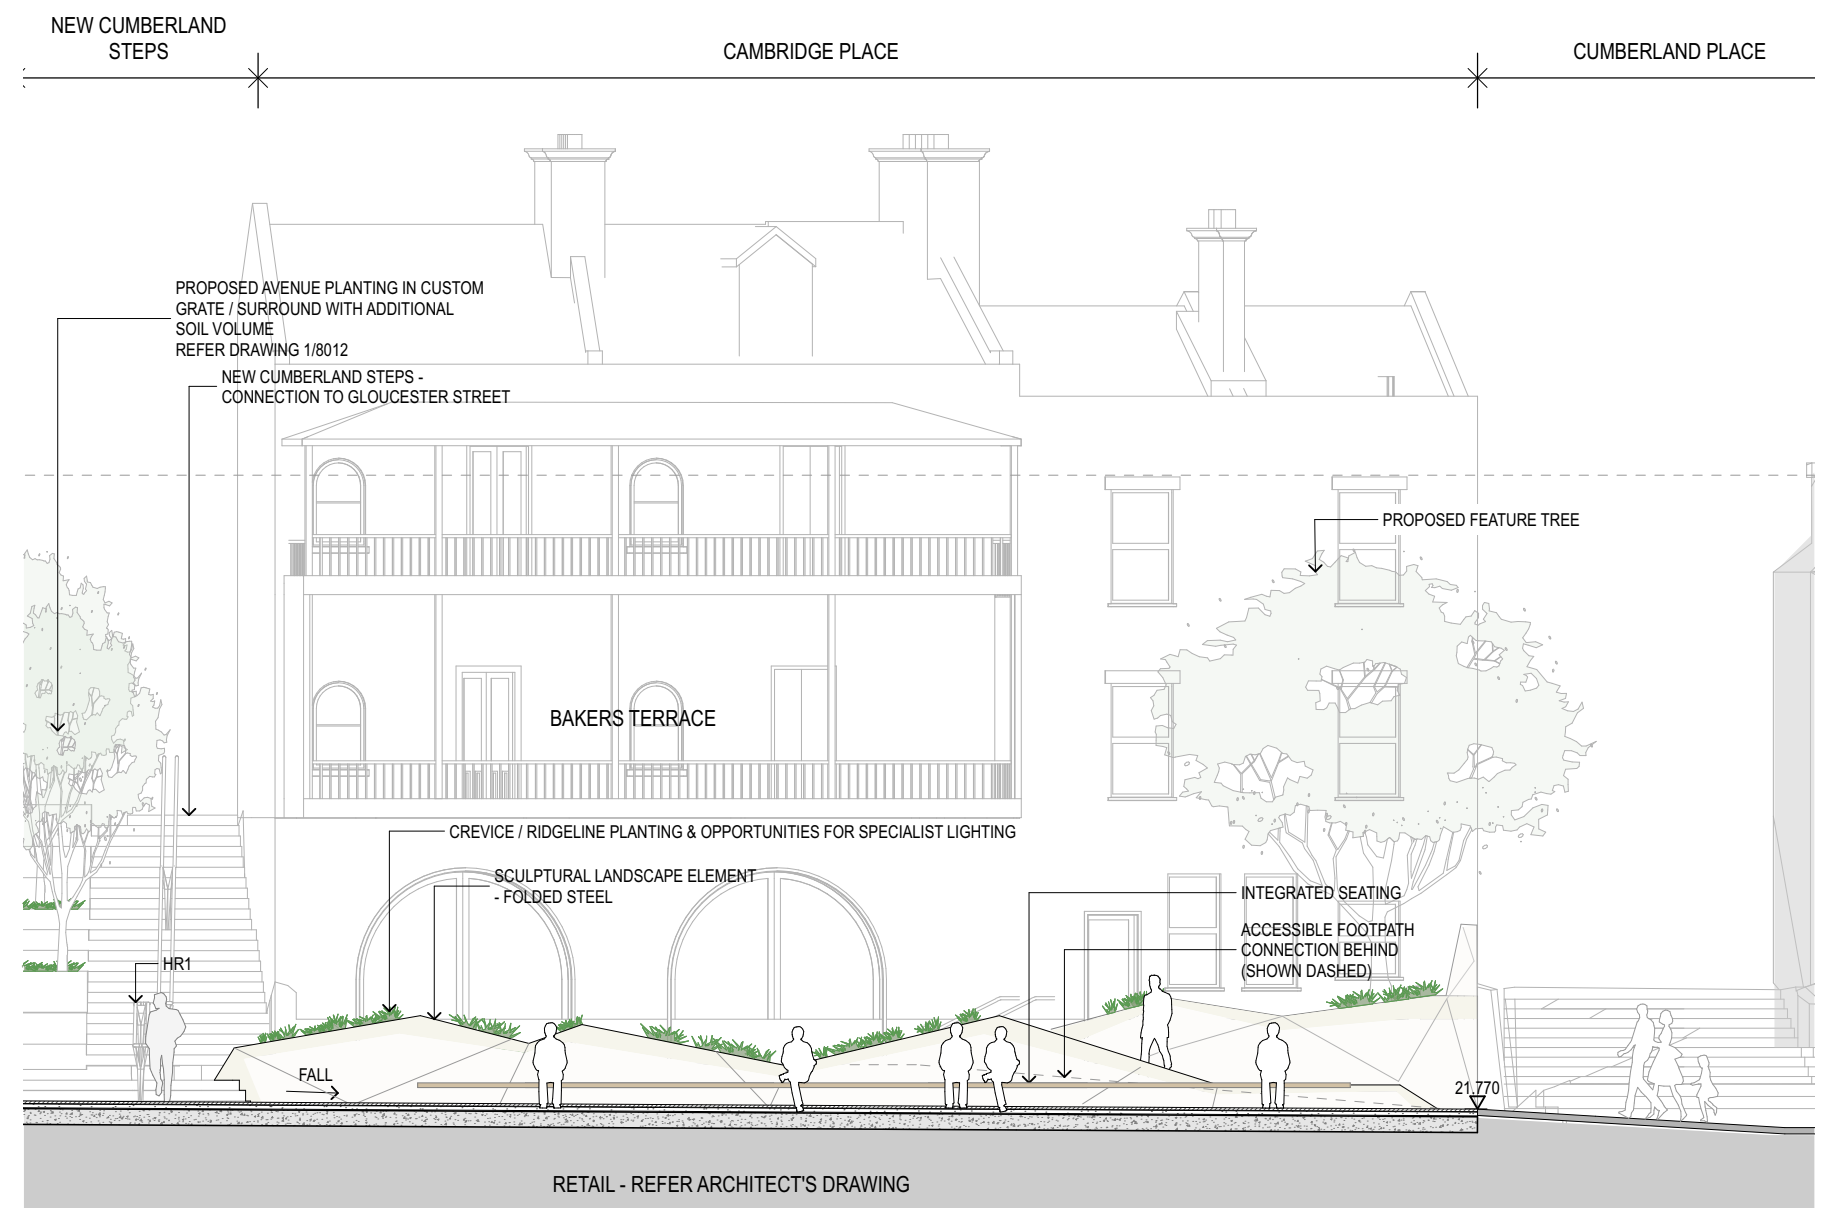 NEW CUMBERLAND
STEPS
CAMBRIDGE PLACE
CUMBERLAND PLACE
PROPOSED AVENUE PLANTING IN CUSTOM
GRATE / SURROUND WITH ADDITIONAL
SOIL VOLUME
REFER DRAWING 1/8012
NEW CUMBERLAND STEPS -
CONNECTION TO GLOUCESTER STREET
PROPOSED FEATURE TREE
BAKERS TERRACE
CREVICE / RIDGELINE PLANTING & OPPORTUNITIES FOR SPECIALIST LIGHTING
SCULPTURAL LANDSCAPE ELEMENT
- FOLDED STEEL
INTEGRATED SEATING
ACCESSIBLE FOOTPATH
CONNECTION BEHIND
(SHOWN DASHED)
HR1
FALL
21.770
RETAIL - REFER ARCHITECT'S DRAWING